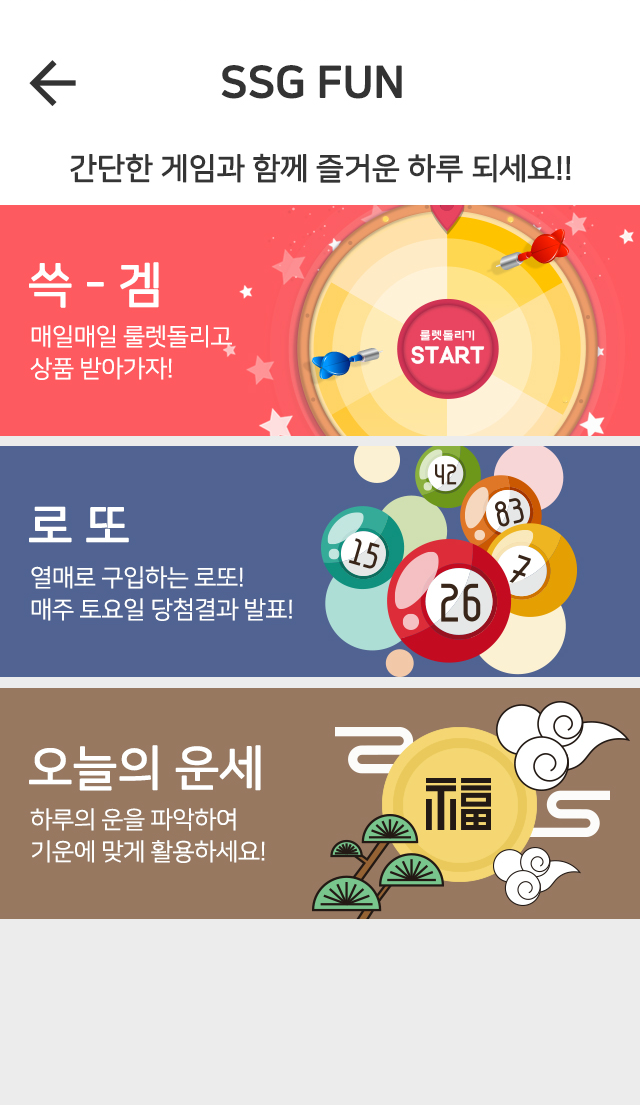 SSG FUN
간단한 게임과 함께 즐거운 하루 되세요!!
쓱 - 겜
매일매일 룰렛돌리고
상품 받아가자!
룰렛돌리기
START
로 또
열매로 구입하는 로또!
매주 토요일 당첨결과 발표!
42
83
15
7
26
오늘의 운세
하루의 운을 파악하여
기운에 맞게 활용하세요!
福